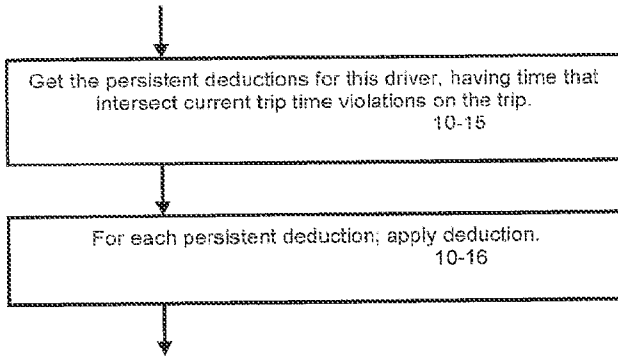 Get the persistent deductions for this driver, having time that
intersect current trip time violations on the trip.
10-15
For each persistent deduction, apply deduction.
10-16